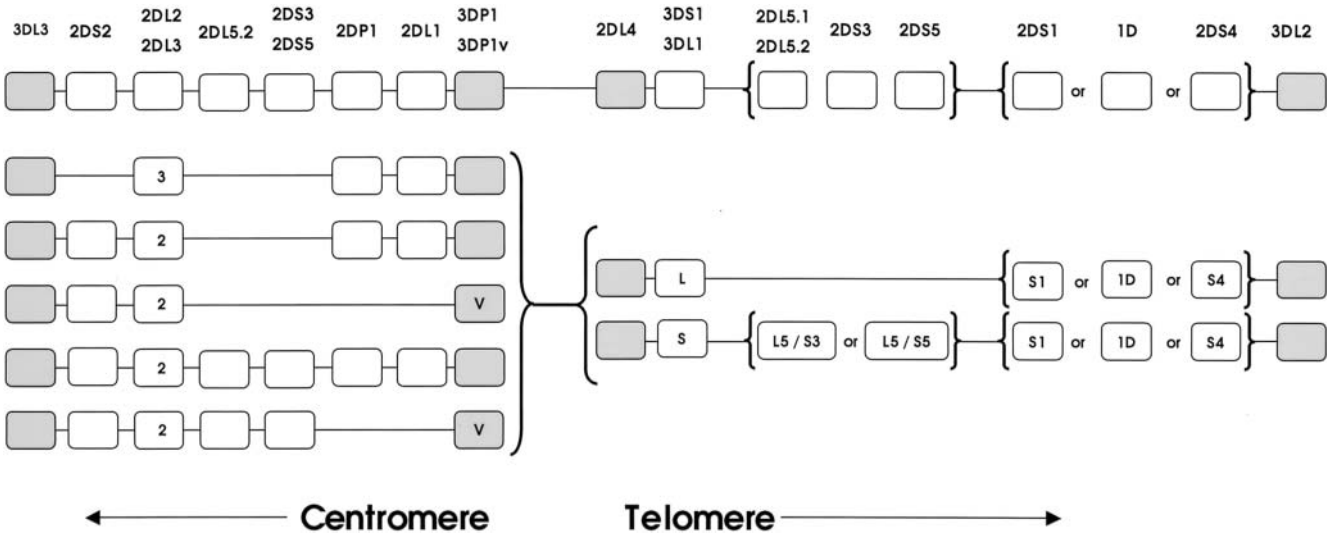 3DL3 2DS2 2DL2 2DL5.2 2DS3 2DP1 2DL1 3DP1 2DL4 3DS1 2DL5.1 2DS3 2DS5 2DS1 1D 2DS4 3DL2
2DL3 2DS5 3DP1v 3DL1 2DL5.2
or or
3
2
L S1 or 1D or S4
2 V
S L5 / S3 or L5 / S5 S1 or 1D or S4
2
2 V
Centromere Telomere